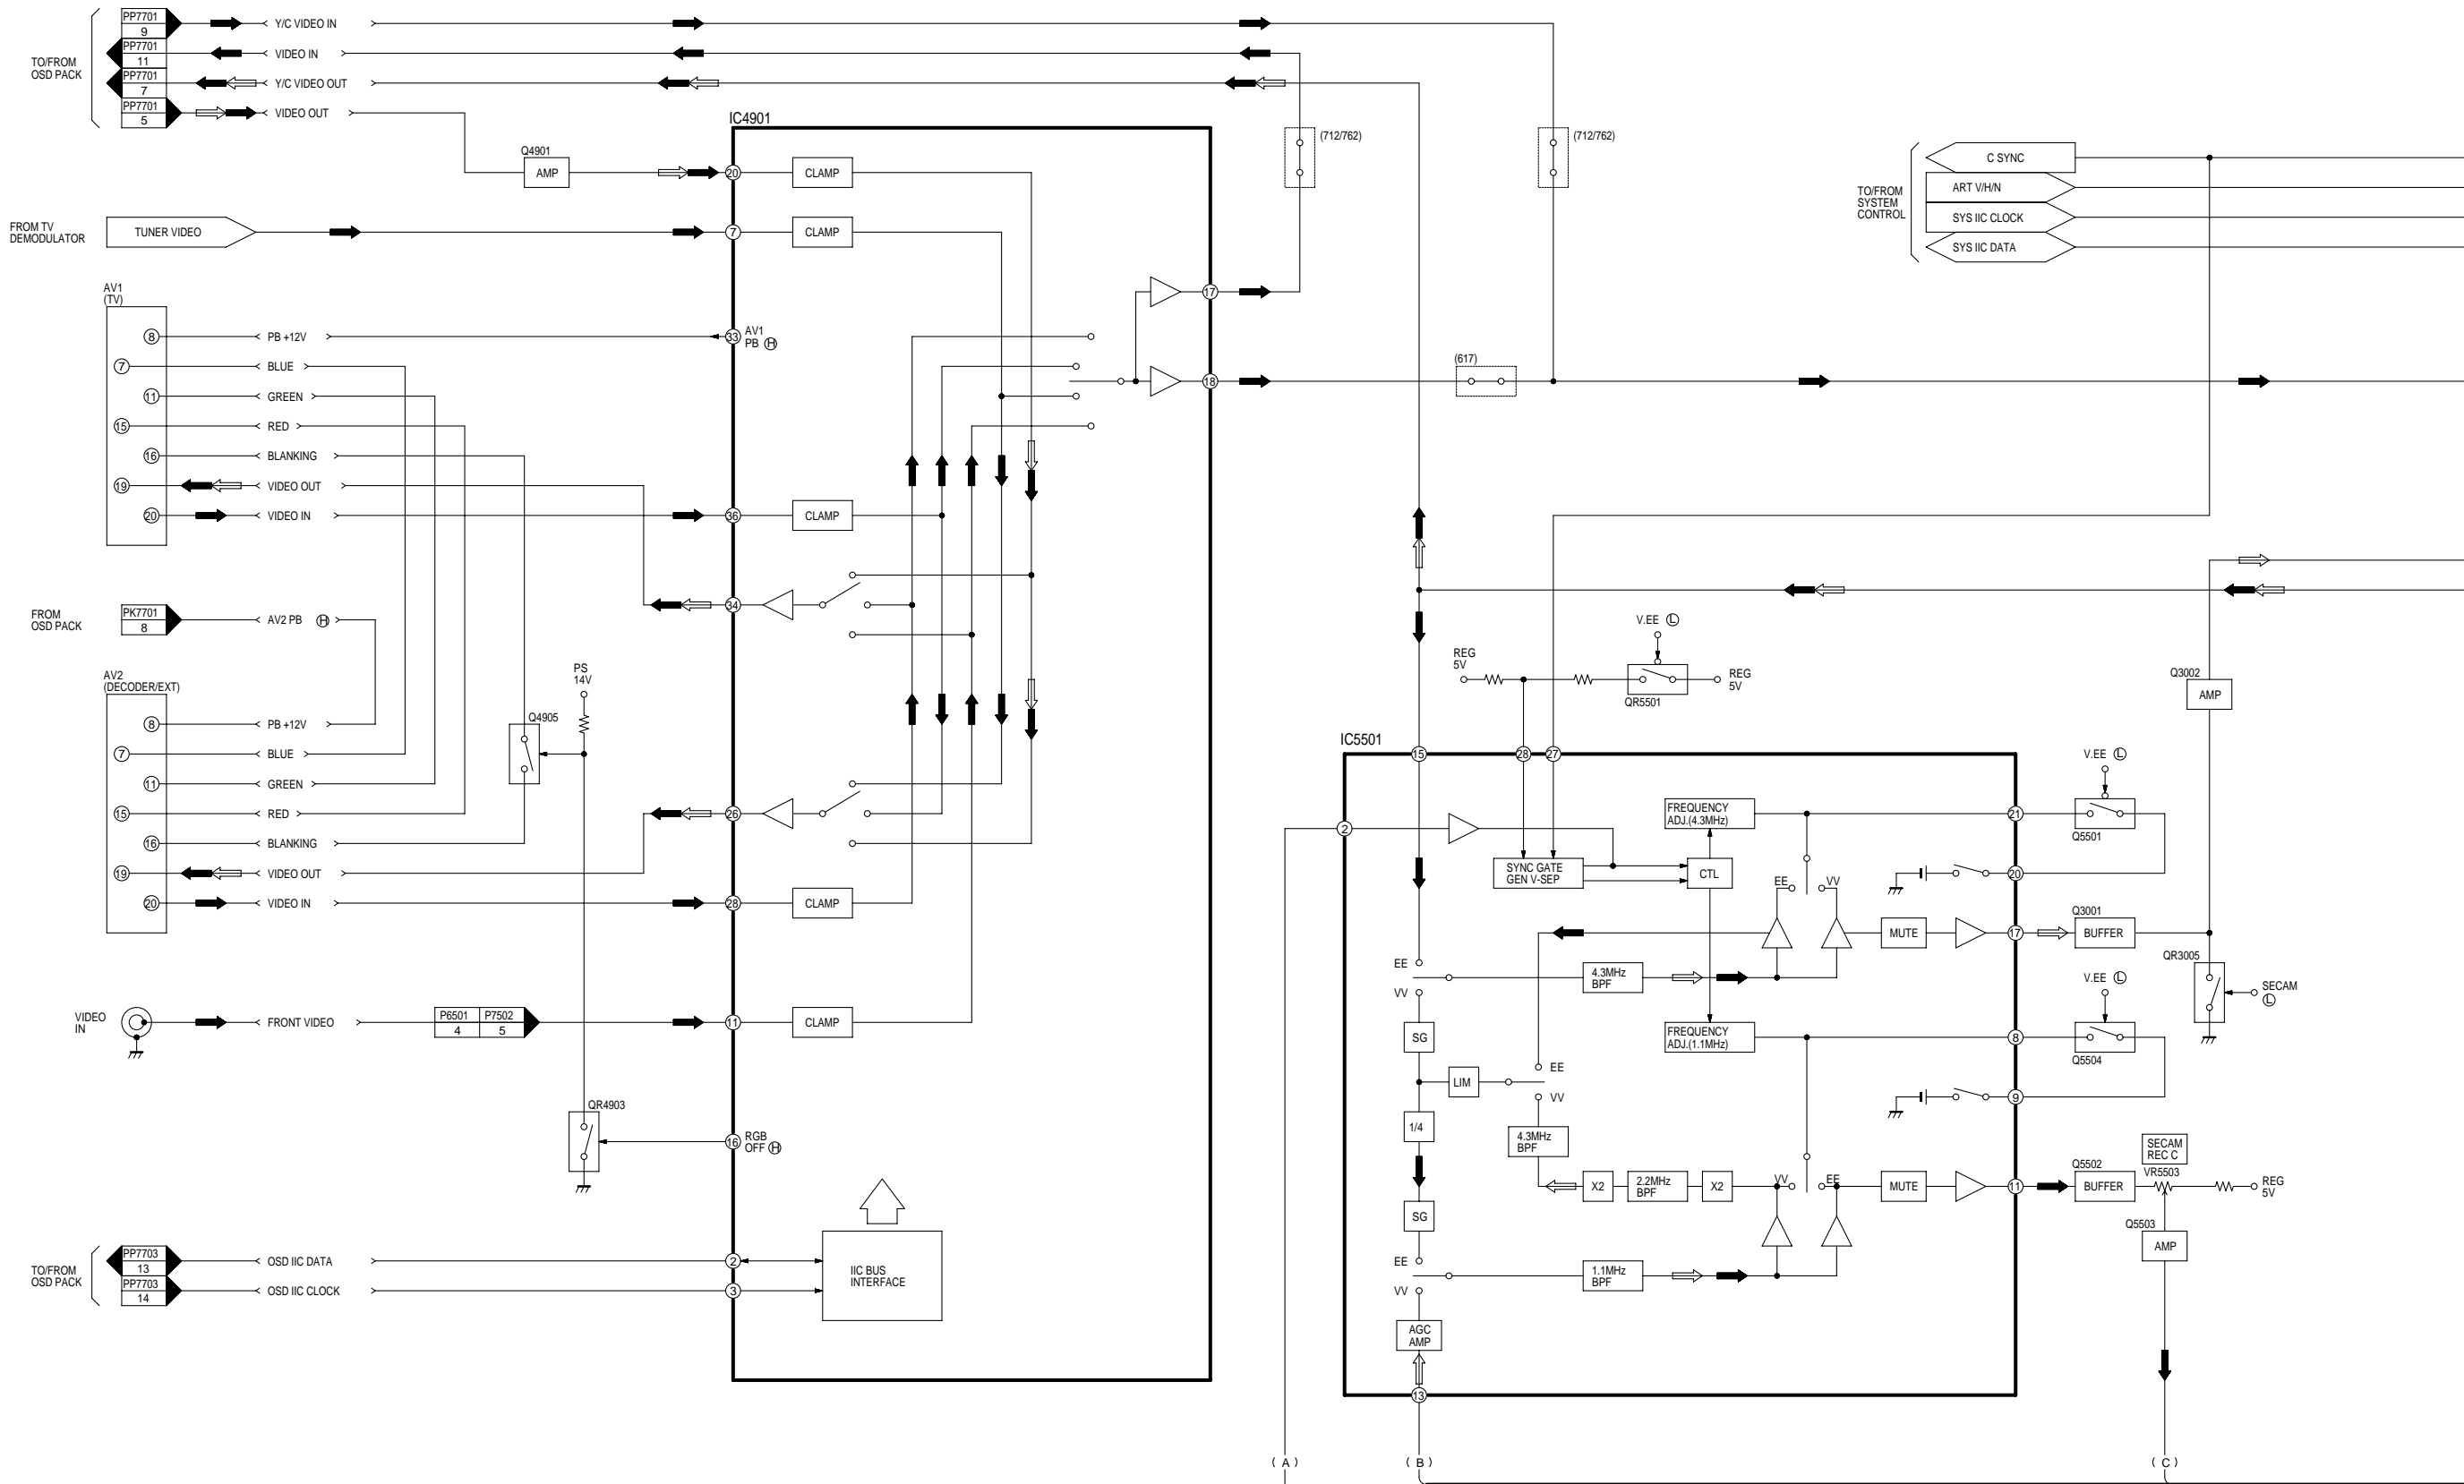 PP7701
9
Y/C VIDEO IN
PP7701
11
VIDEO IN
TO/FROM
OSD PACK
PP7701
7
Y/C VIDEO OUT
PP7701
5
VIDEO OUT
IC4901
(712/762)
(712/762)
Q4901
AMP
20
CLAMP
C SYNC
ART V/H/N
SYS IIC CLOCK
SYS IIC DATA
TO/FROM
SYSTEM
CONTROL
FROM TV
DEMODULATOR
TUNER VIDEO
7
CLAMP
17
AV1
(TV)
8
PB +12V
33
AV1
PB H
7
BLUE
18
(617)
11
GREEN
15
RED
16
BLANKING
19
VIDEO OUT
20
VIDEO IN
36
CLAMP
34
FROM
OSD PACK
PK7701
8
AV2 PB H
V.EE L
REG
5V
REG
5V
QR5501
Q3002
AMP
AV2
(DECODER/EXT)
PS
14V
8
PB +12V
Q4905
7
BLUE
11
GREEN
15
RED
26
16
BLANKING
19
VIDEO OUT
20
VIDEO IN
28
CLAMP
IC5501
15
28
27
V.EE L
2
FREQUENCY
ADJ.(4.3MHz)
21
Q5501
SYNC GATE
GEN V-SEP
CTL
20
EE
VV
MUTE
17
Q3001
BUFFER
EE
VV
4.3MHz
BPF
QR3005
SECAM
L
V.EE L
VIDEO
IN
FRONT VIDEO
P6501
4
P7502
5
11
CLAMP
SG
FREQUENCY
ADJ.(1.1MHz)
8
Q5504
LIM
EE
VV
9
QR4903
16
RGB
OFF H
1/4
4.3MHz
BPF
SECAM
REC C
VR5503
X2
2.2MHz
BPF
X2
VV
EE
MUTE
11
Q5502
BUFFER
REG
5V
SG
Q5503
AMP
TO/FROM
OSD PACK
PP7703
13
OSD IIC DATA
2
PP7703
14
OSD IIC CLOCK
3
IIC BUS
INTERFACE
EE
VV
1.1MHz
BPF
AGC
AMP
13
( A )
( B )
( C )